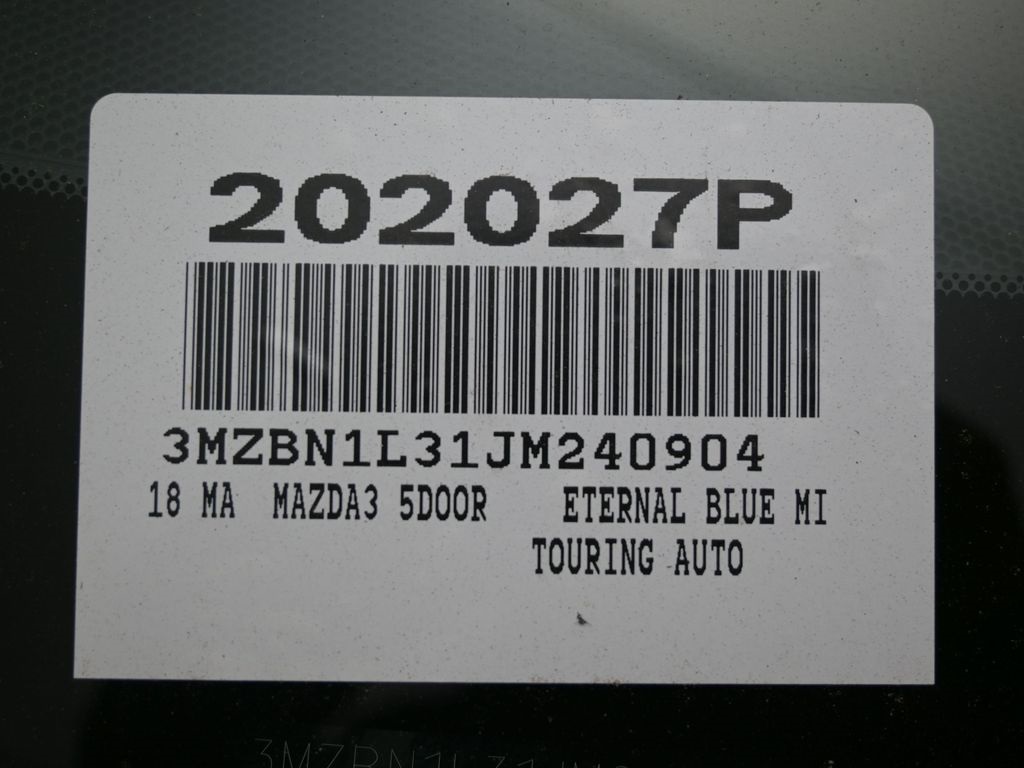 202027P
3MZBN1L31JM240904
18 MA MAZDA3 5DOOR ETERNAL BLUE MI
TOURING AUTO